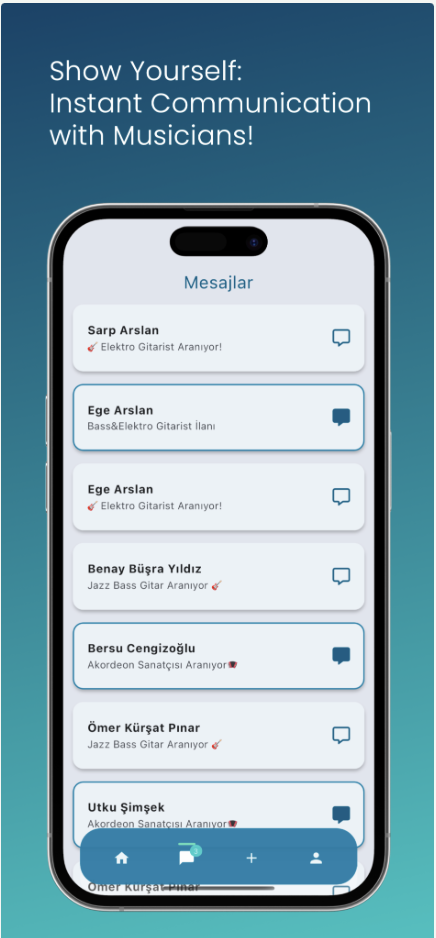 Show Yourself:
Instant Communication
with Musicians!
Mesajlar
Sarp Arslan
🎸 Elektro Gitarist Aranıyor!
Ege Arslan
Bass&Elektro Gitarist İlanı
Ege Arslan
🎸 Elektro Gitarist Aranıyor!
Benay Büşra Yıldız
Jazz Bass Gitar Aranıyor 🎸
Bersu Cengizoğlu
Akordeon Sanatçısı Aranıyor🪗
Ömer Kürşat Pınar
Jazz Bass Gitar Aranıyor 🎸
Utku Şimşek
Akordeon Sanatçısı Aranıyor🪗
Ömer Kürşat Pınar